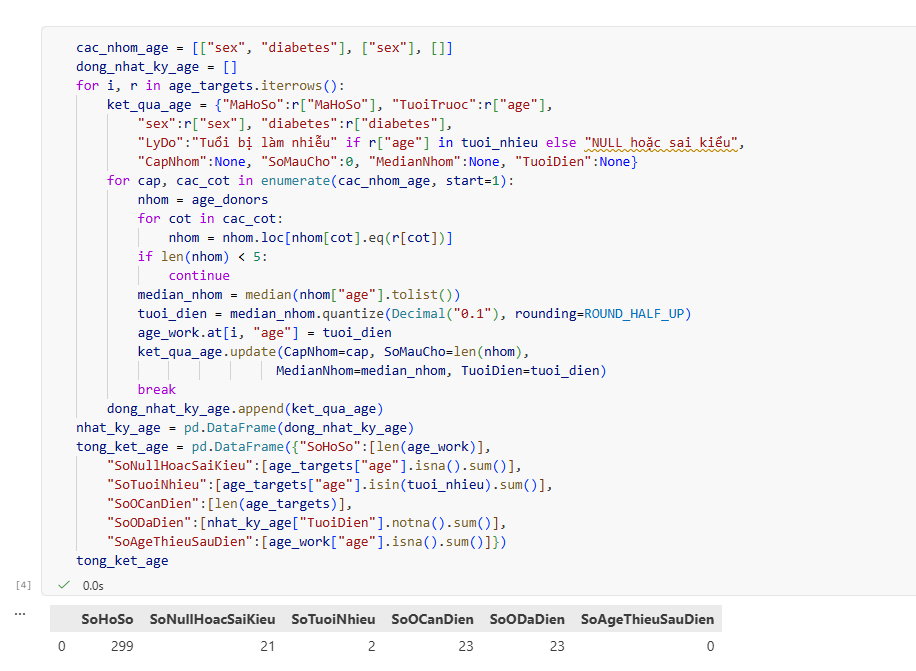 cac_nhom_age = [["sex", "diabetes"], ["sex"], []]
dong_nhat_ky_age = []
for i, r in age_targets.iterrows():
    ket_qua_age = {"MaHoSo":r["MaHoSo"], "TuoiTruoc":r["age"],
        "sex":r["sex"], "diabetes":r["diabetes"],
        "LyDo":"Tuổi bị làm nhiễu" if r["age"] in tuoi_nhieu else "NULL hoặc sai kiểu",
        "CapNhom":None, "SoMauCho":0, "MedianNhom":None, "TuoiDien":None}
    for cap, cac_cot in enumerate(cac_nhom_age, start=1):
        nhom = age_donors
        for cot in cac_cot:
            nhom = nhom.loc[nhom[cot].eq(r[cot])]
        if len(nhom) < 5:
            continue
        median_nhom = median(nhom["age"].tolist())
        tuoi_dien = median_nhom.quantize(Decimal("0.1"), rounding=ROUND_HALF_UP)
        age_work.at[i, "age"] = tuoi_dien
        ket_qua_age.update(CapNhom=cap, SoMauCho=len(nhom),
                          MedianNhom=median_nhom, TuoiDien=tuoi_dien)
        break
    dong_nhat_ky_age.append(ket_qua_age)
nhat_ky_age = pd.DataFrame(dong_nhat_ky_age)
tong_ket_age = pd.DataFrame({"SoHoSo":[len(age_work)],
    "SoNullHoacSaiKieu":[age_targets["age"].isna().sum()],
    "SoTuoiNhieu":[age_targets["age"].isin(tuoi_nhieu).sum()],
    "SoOCanDien":[len(age_targets)],
    "SoODaDien":[nhat_ky_age["TuoiDien"].notna().sum()],
    "SoAgeThieuSauDien":[age_work["age"].isna().sum()]})
tong_ket_age
[4] ✓ 0.0s
...
SoHoSo SoNullHoacSaiKieu SoTuoiNhieu SoOCanDien SoODaDien SoAgeThieuSauDien
0 299 21 2 23 23 0